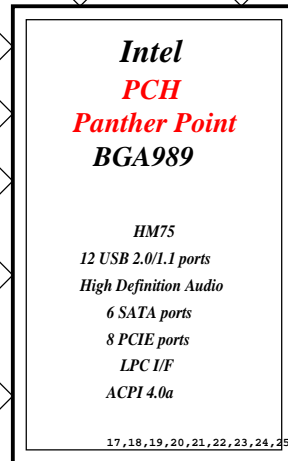 Intel
PCH
Panther Point
BGA989
HM75
12 USB 2.0/1.1 ports
High Definition Audio
6 SATA ports
8 PCIE ports
LPC I/F
ACPI 4.0a
17,18,19,20,21,22,23,24,25